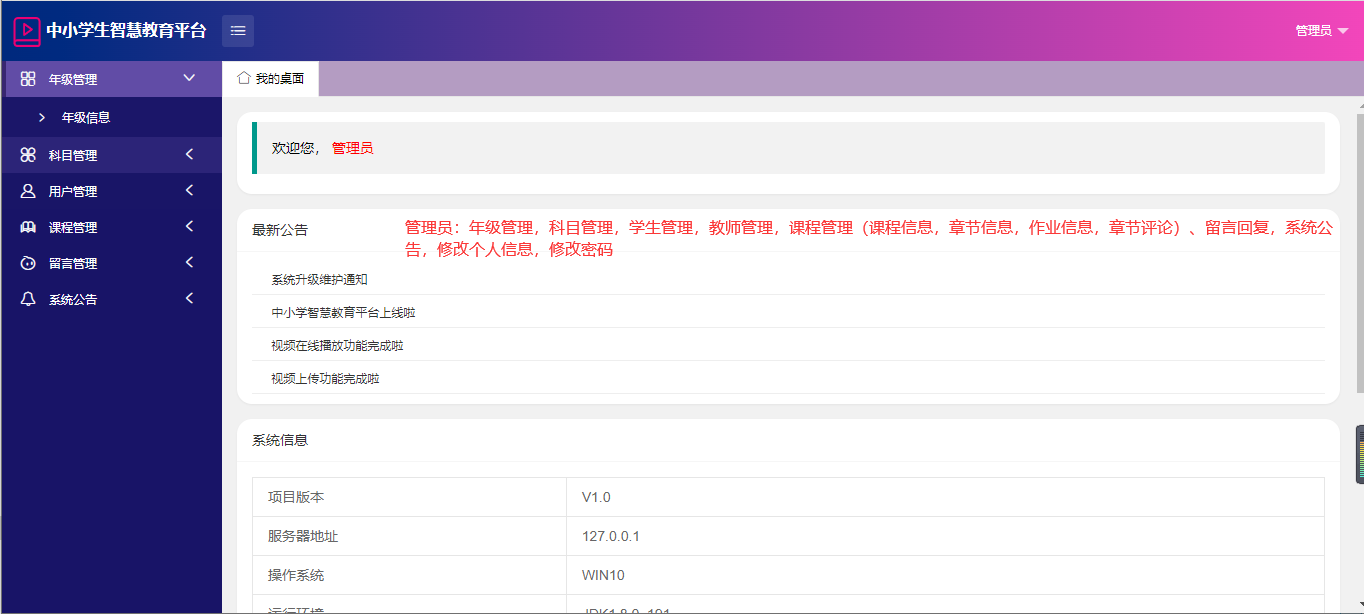 中小学生智慧教育平台
管理员
年级管理
我的桌面
年级信息
科目管理
用户管理
课程管理
留言管理
系统公告
欢迎您， 管理员
最新公告
管理员：年级管理，科目管理，学生管理，教师管理，课程管理（课程信息，章节信息，作业信息，章节评论）、留言回复，系统公
告，修改个人信息，修改密码
系统升级维护通知
中小学智慧教育平台上线啦
视频在线播放功能完成啦
视频上传功能完成啦
系统信息
项目版本 V1.0
服务器地址 127.0.0.1
操作系统 WIN10
运行环境 JDK1.8.0_191